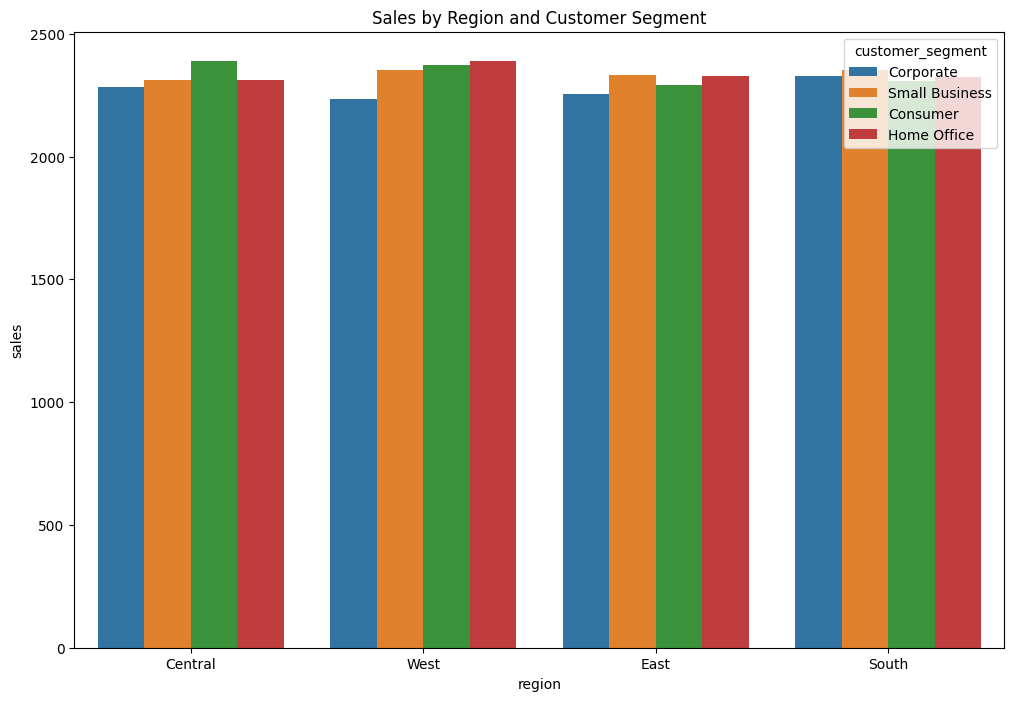 Sales by Region and Customer Segment
customer_segment
Corporate
Small Business
Consumer
Home Office
sales
2500
2000
1500
1000
500
0
Central
West
East
South
region